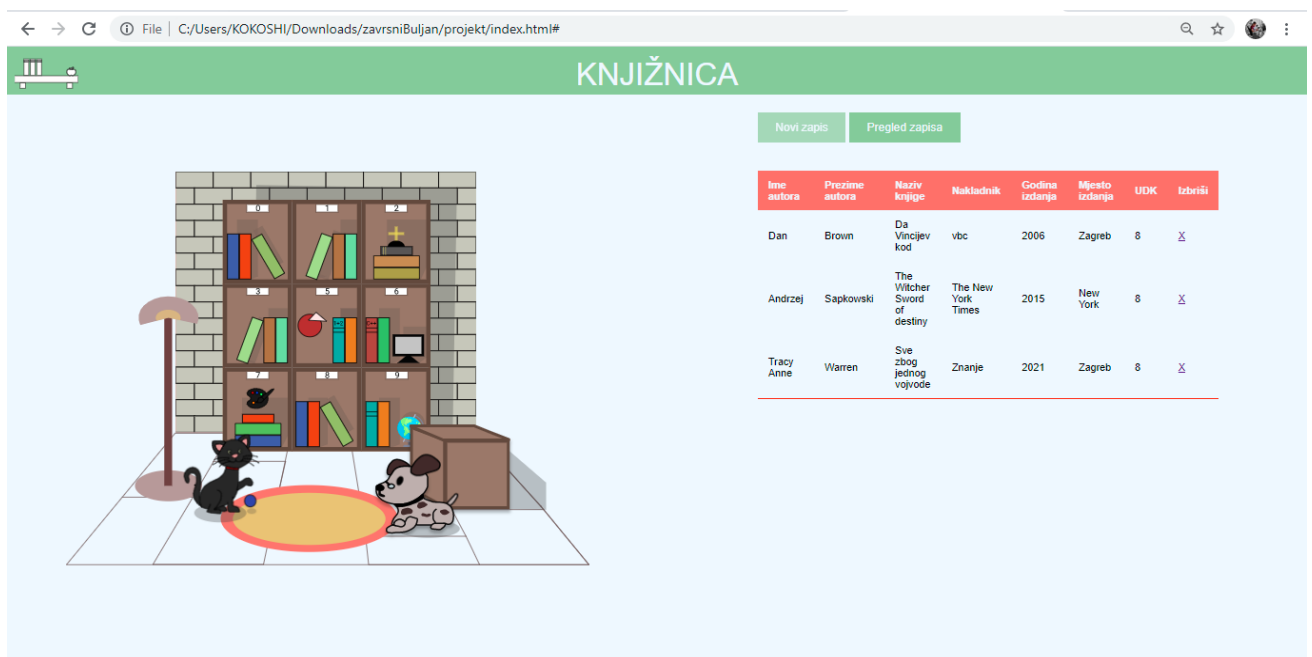 File | C:/Users/KOKOSHI/Downloads/zavrsniBuljan/projekt/index.html#
KNJIŽNICA
Novi zapis
Pregled zapisa
Ime autora Prezime autora Naziv knjige Nakladnik Godina izdanja Mjesto izdanja UDK Izbriši
Dan Brown Da Vincijev kod vbc 2006 Zagreb 8 X
Andrzej Sapkowski The Witcher Sword of destiny The New York Times 2015 New York 8 X
Tracy Anne Warren Sve zbog jednog vojvode Znanje 2021 Zagreb 8 X
0 1 2
3 5 6
C++
7 8 9